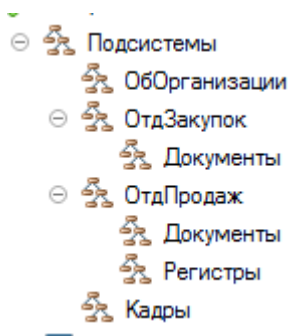 Подсистемы
ОбОрганизации
ОтдЗакупок
Документы
ОтдПродаж
Документы
Регистры
Кадры